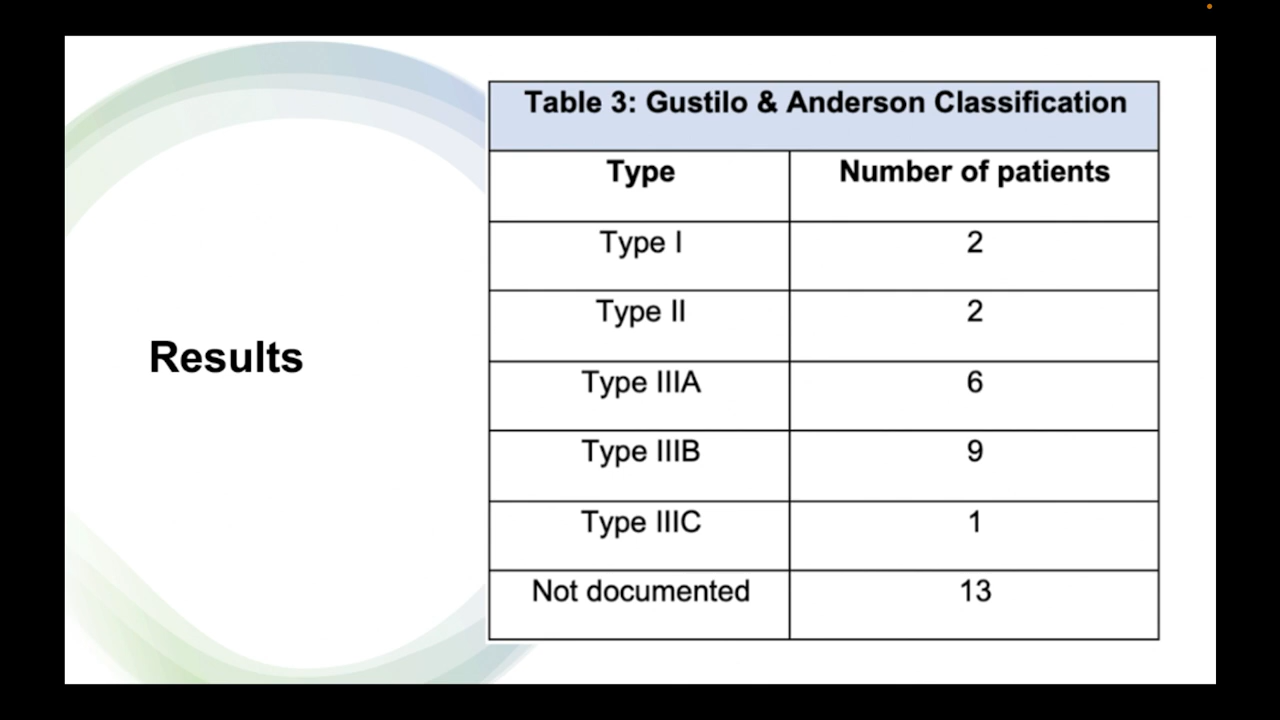 Results
Table 3: Gustilo & Anderson Classification
Type Number of patients
Type I 2
Type II 2
Type IIIA 6
Type IIIB 9
Type IIIC 1
Not documented 13